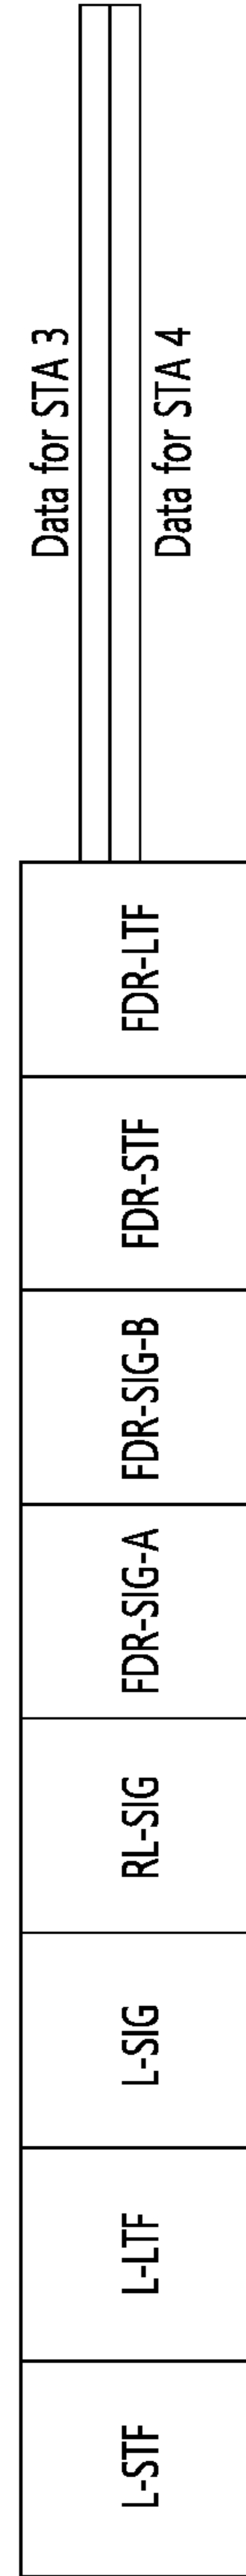 L-STF
L-LTF
L-SIG
RL-SIG
FDR-SIG-A
FDR-SIG-B
FDR-STF
FDR-LTF
Data for STA 3
Data for STA 4